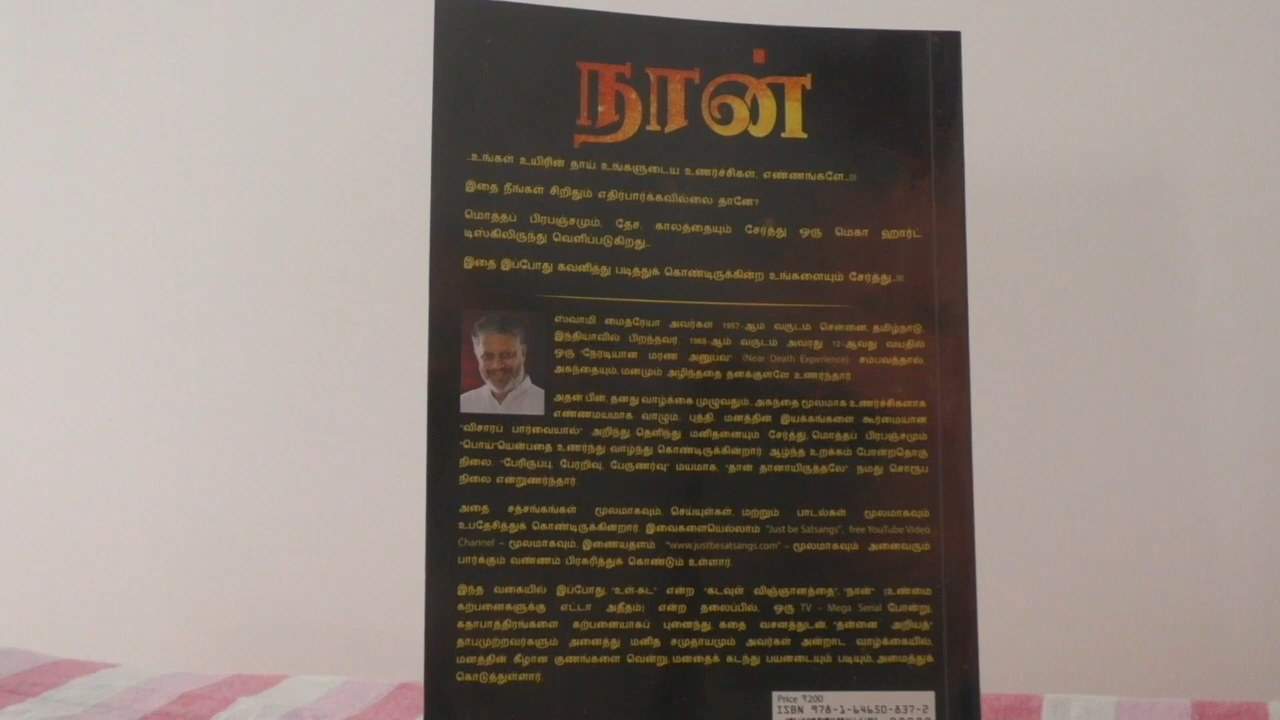 நான்
...உங்கள் உயிரின் தாய் உங்களுடைய உணர்ச்சிகள், எண்ணங்களே...!!!
இதை நீங்கள் சிறிதும் எதிர்பார்க்கவில்லை தானே?
மொத்தப் பிரபஞ்சமும், தேச, காலத்தையும் சேர்த்து ஒரு மெகா ஹார்ட்
டிஸ்கிலிருந்து வெளிப்படுகிறது...
இதை இப்போது கவனித்து படித்துக் கொண்டிருக்கின்ற உங்களையும் சேர்த்து...!!!
ஸ்வாமி மைத்ரேயா அவர்கள் 1957-ஆம் வருடம் சென்னை, தமிழ்நாடு,
இந்தியாவில் பிறந்தவர். 1969-ஆம் வருடம் அவரது 12-ஆவது வயதில்
ஒரு "நேரடியான மரண அனுபவ" (Near Death Experience) சம்பவத்தால்,
அகந்தையும், மனமும் அழிந்ததை தனக்குள்ளே உணர்ந்தார்.
அதன் பின், தனது வாழ்க்கை முழுவதும், அகந்தை மூலமாக உணர்ச்சிகளாக
எண்ணமயமாக வாழும், புத்தி, மனத்தின் இயக்கங்களை கூர்மையான
"விசாரப் பார்வையால்" அறிந்து, தெளிந்து மனிதனையும் சேர்த்து, மொத்தப் பிரபஞ்சமும்
"பொய்"யென்பதை உணர்ந்து வாழ்ந்து கொண்டிருக்கின்றார். ஆழ்ந்த உறக்கம் போன்றதொரு
நிலை, "பேரிருப்பு, பேரறிவு, பேருணர்வு" மயமாக, "தான் தானாயிருத்தலே" நமது சொரூப
நிலை என்றுணர்ந்தார்.
அதை சத்சங்கங்கள் மூலமாகவும், செய்யுள்கள், மற்றும் பாடல்கள் மூலமாகவும்
உபதேசித்துக் கொண்டிருக்கின்றார். இவைகளையெல்லாம் "Just be Satsangs", free YouTube Video
Channel – மூலமாகவும், இணையதளம் "www.justbesatsangs.com" – மூலமாகவும் அனைவரும்
பார்க்கும் வண்ணம் பிரசுரித்துக் கொண்டும் உள்ளார்.
இந்த வகையில் இப்போது, "உள்-கட" என்ற "கடவுள் விஞ்ஞானத்தை", "நான்" (உண்மை
கற்பனைகளுக்கு எட்டா அதீதம்) என்ற தலைப்பில், ஒரு TV - Mega Serial போன்று,
கதாபாத்திரங்களை கற்பனையாகப் புனைந்து, கதை வசனத்துடன், "தன்னை அறியத்"
தாபமுற்றவர்களும் அனைத்து மனித சமுதாயமும் அவர்கள் அன்றாட வாழ்க்கையில்,
மனத்தின் கீழான குணங்களை வென்று, மனதைக் கடந்து பயனடையும் படியும், அமைத்துக்
கொடுத்துள்ளார்.
Price ₹200
ISBN 978-1-64650-837-2